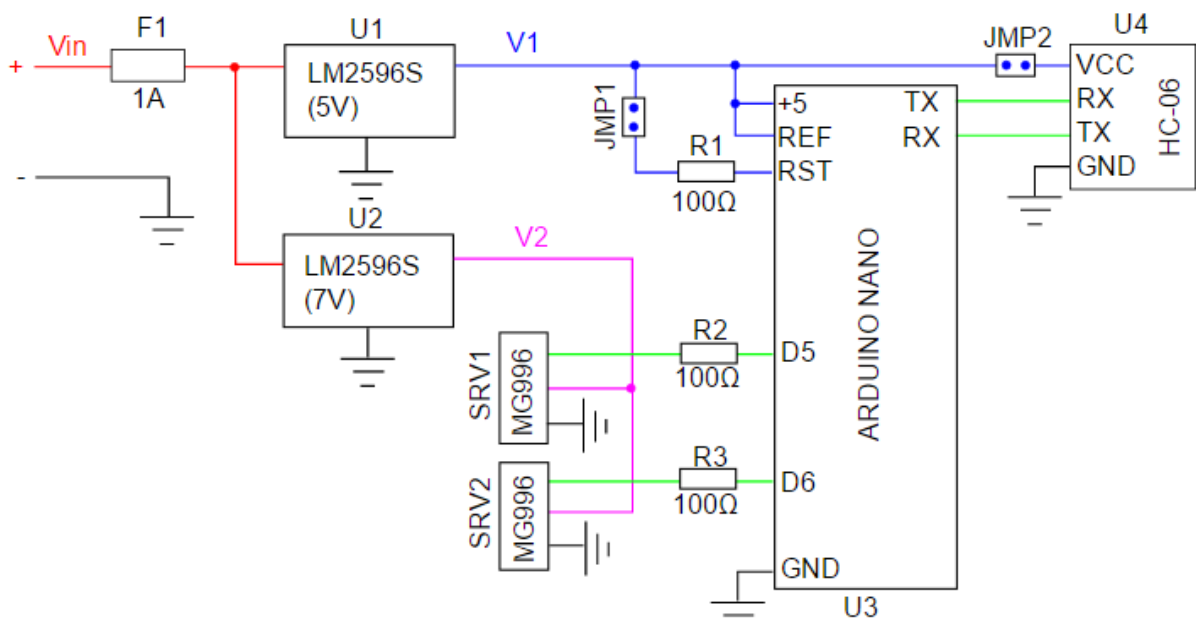 F1
Vin
+
1A
-
U1
LM2596S
(5V)
V1
U2
LM2596S
(7V)
V2
JMP1
R1
100Ω
JMP2
U4
VCC
RX
TX
GND
HC-06
+5
REF
RST
TX
RX
D5
D6
GND
ARDUINO NANO
U3
R2
100Ω
R3
100Ω
SRV1
MG996
SRV2
MG996